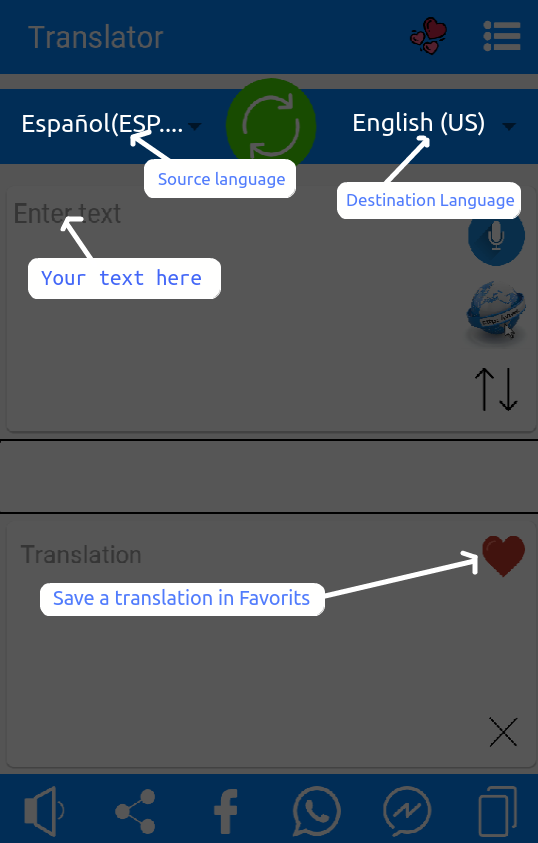 Translator
Español(ESP....
English (US)
Source language
Destination Language
Enter text
Your text here
Translation
Save a translation in Favorits